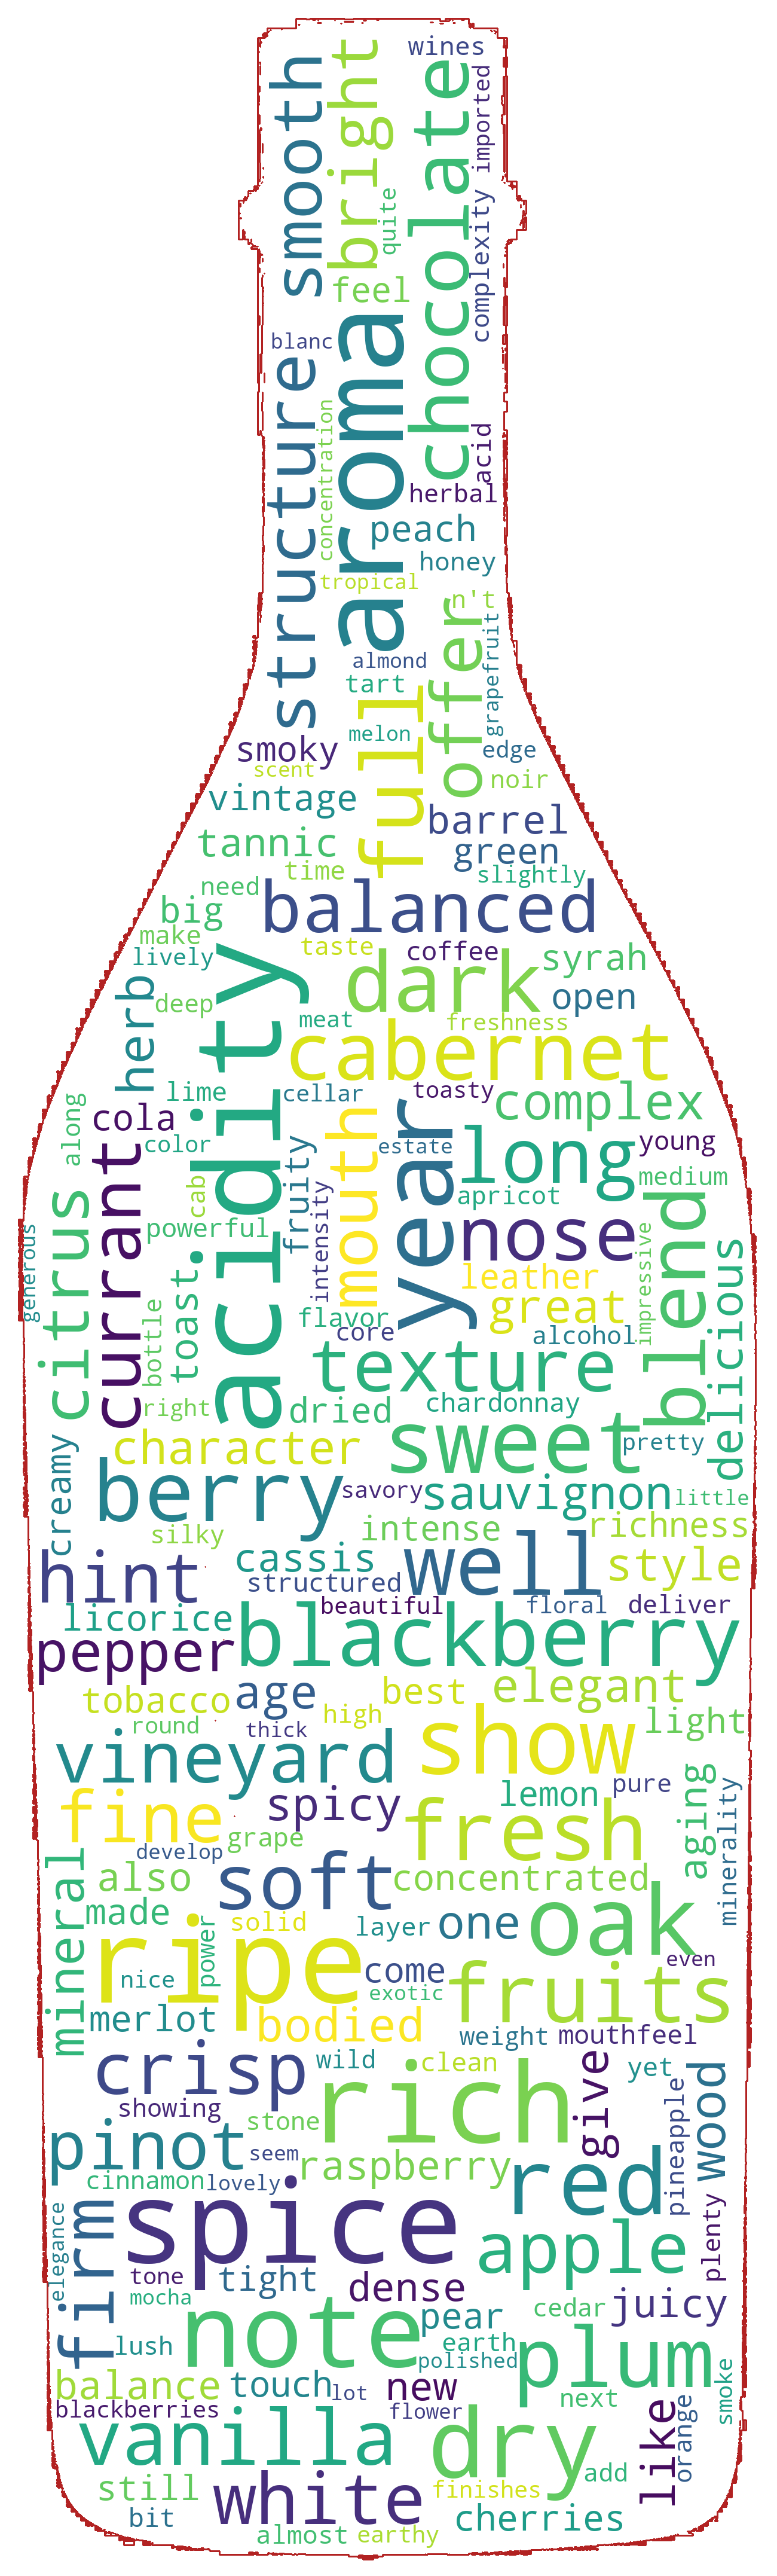 wines
smooth
bright
chocolate
imported
quite
complexity
feel
blanc
structure
aroma
concentration
acid
herbal
peach
honey
tropical
n't
offer
grapefruit
almond
tart
full
melon
smoky
edge
scent
noir
vintage
barrel
tannic
green
time
slightly
need
balanced
big
make
taste
coffee
lively
acidity
dark
syrah
herb
deep
open
meat
freshness
cabernet
lime
cellar
toasty
complex
along
cola
color
fruity
mouth
year
estate
long
young
currant
cab
medium
citrus
intensity
apricot
blend
powerful
nose
generous
leather
impressive
delicious
toast
great
bottle
flavor
core
alcohol
texture
right
dried
chardonnay
creamy
character
sweet
pretty
berry
savory
sauvignon
little
silky
intense
richness
hint
cassis
well
style
structured
licorice
beautiful
floral
deliver
pepper
blackberry
tobacco
age
best
elegant
round
thick
high
show
light
vineyard
pure
fine
spicy
lemon
aging
minerality
grape
fresh
develop
mineral
also
soft
concentrated
made
power
solid
layer
one
oak
ripe
even
nice
come
exotic
fruits
merlot
bodied
weight
mouthfeel
crisp
wild
clean
give
yet
wood
showing
rich
pineapple
stone
pinot
seem
raspberry
cinnamon
lovely
red
elegance
firm
spice
plenty
apple
tone
tight
dense
mocha
cedar
juicy
note
pear
lush
earth
plum
polished
smoke
balance
touch
lot
new
next
like
orange
blackberries
flower
vanilla
dry
still
add
white
finishes
bit
cherries
almost
earthy